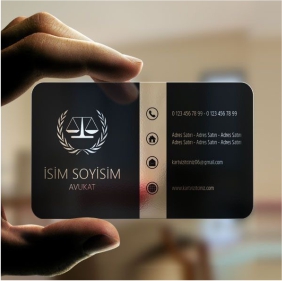 İSİM SOYİSİM
AVUKAT
0 123 456 78 99 - 0 123 456 78 99
Adres Satırı - Adres Satırı - Adres Satırı
Adres Satırı - Adres Satırı - Adres Satırı